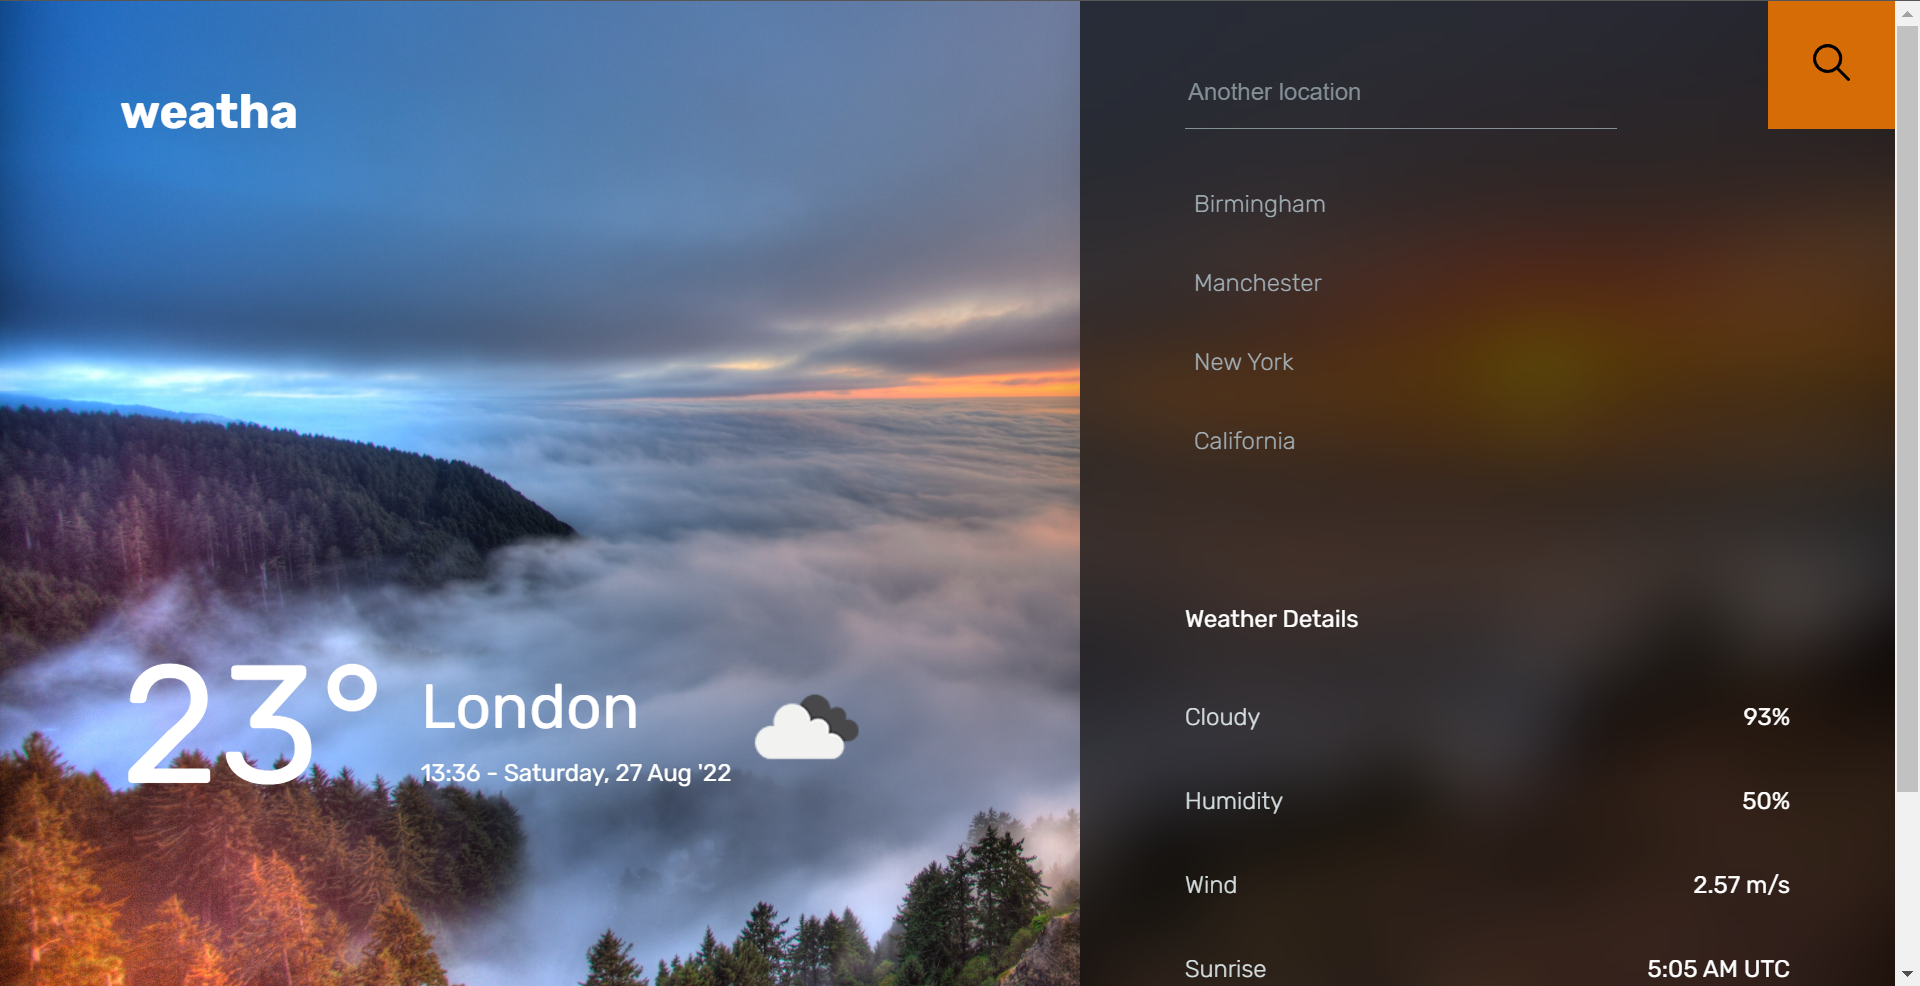 weatha
23°
London
13:36 - Saturday, 27 Aug '22
Another location
Birmingham
Manchester
New York
California
Weather Details
Cloudy 93%
Humidity 50%
Wind 2.57 m/s
Sunrise 5:05 AM UTC